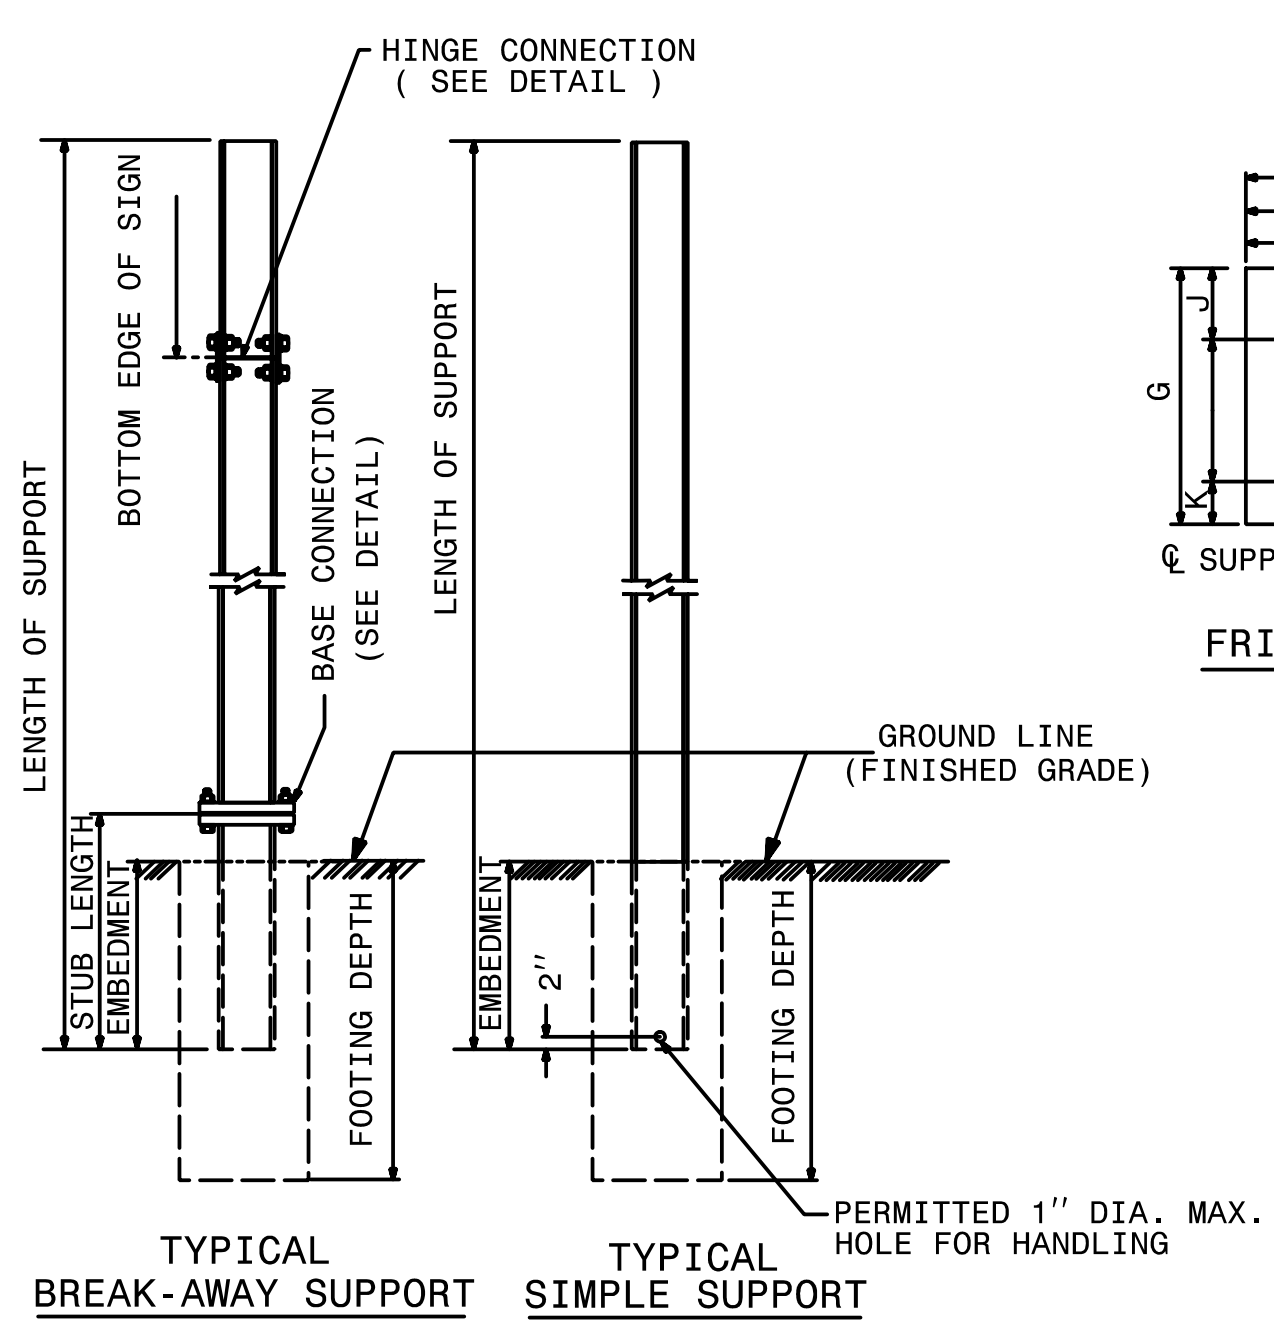 HINGE CONNECTION
( SEE DETAIL )
BOTTOM EDGE OF SIGN
LENGTH OF SUPPORT
BASE CONNECTION
(SEE DETAIL)
STUB LENGTH
EMBEDMENT
FOOTING DEPTH
LENGTH OF SUPPORT
GROUND LINE
(FINISHED GRADE)
EMBEDMENT
2"
FOOTING DEPTH
PERMITTED 1" DIA. MAX.
HOLE FOR HANDLING
TYPICAL
BREAK-AWAY SUPPORT
TYPICAL
SIMPLE SUPPORT
J
G
K
℄ SUPP
FRI